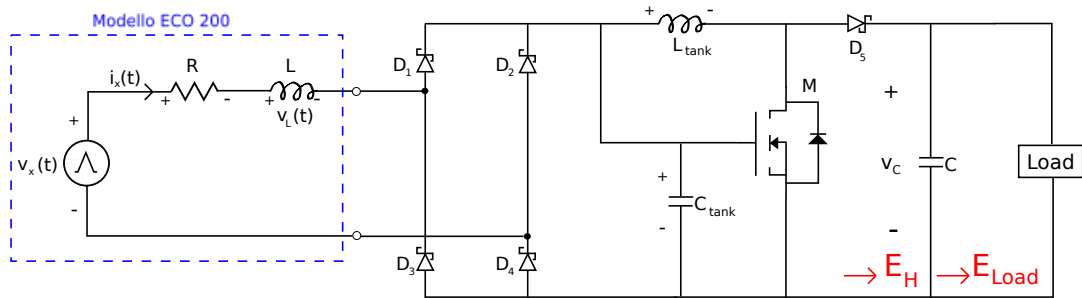 Modello ECO 200
i_x(t)
R
L
+ - + -
v_L(t)
+
v_x(t)
-
D_1
D_2
D_3
D_4
+ -
L_tank
D_5
M
+
C_tank
-
+
v_C
C
-
Load
E_H
E_Load